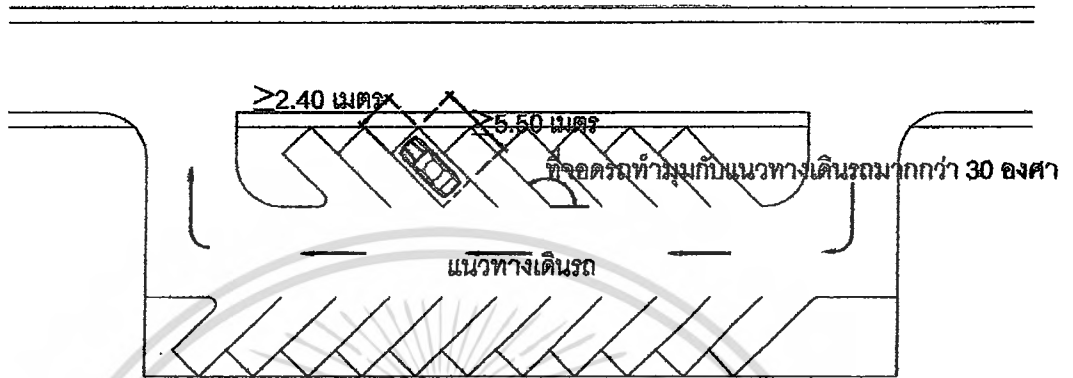 ≥2.40 เมตร
≥5.50 เมตร
ที่จอดรถทำมุมกับแนวทางเดินรถมากกว่า 30 องศา
แนวทางเดินรถ